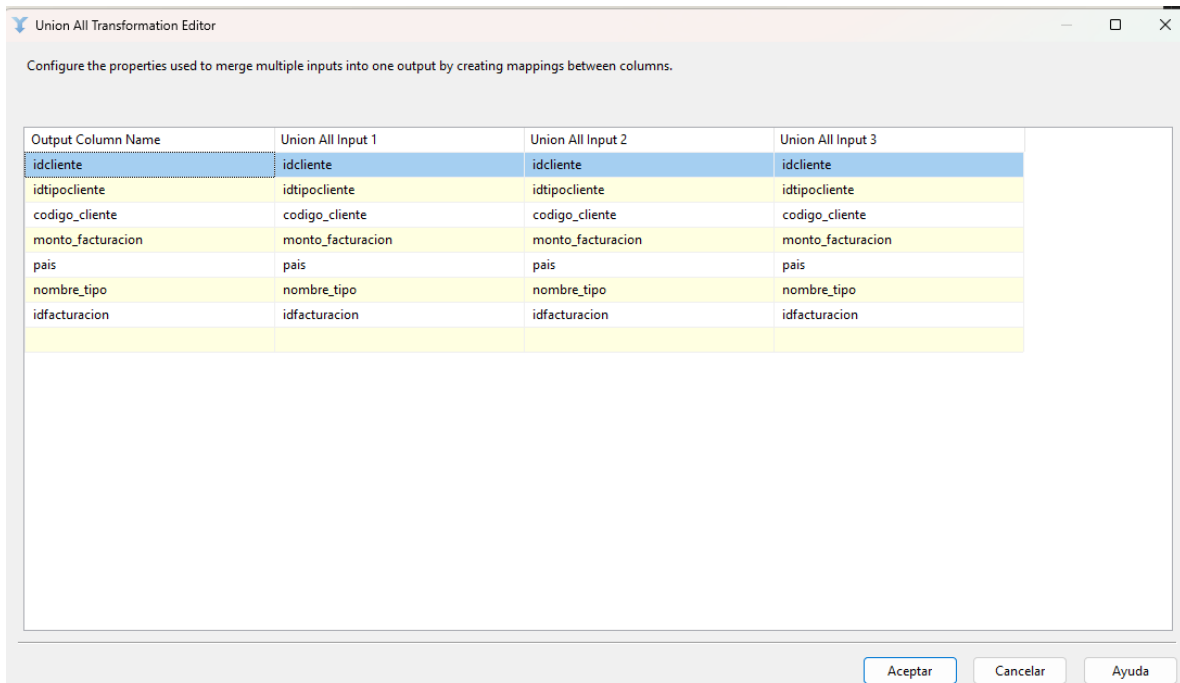 Union All Transformation Editor
Configure the properties used to merge multiple inputs into one output by creating mappings between columns.
Output Column Name Union All Input 1 Union All Input 2 Union All Input 3
idcliente idcliente idcliente idcliente
idtipocliente idtipocliente idtipocliente idtipocliente
codigo_cliente codigo_cliente codigo_cliente codigo_cliente
monto_facturacion monto_facturacion monto_facturacion monto_facturacion
pais pais pais pais
nombre_tipo nombre_tipo nombre_tipo nombre_tipo
idfacturacion idfacturacion idfacturacion idfacturacion
Aceptar Cancelar Ayuda